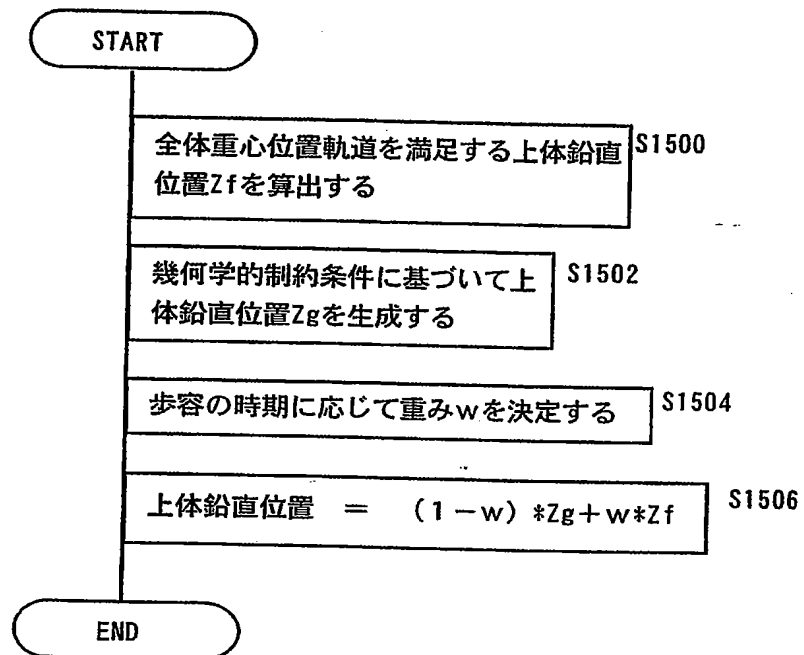 START
全体重心位置軌道を満足する上体鉛直
位置Zfを算出する
S1500
幾何学的制約条件に基づいて上
体鉛直位置Zgを生成する
S1502
歩容の時期に応じて重みwを決定する
S1504
上体鉛直位置 = (1-w)*Zg+w*Zf
S1506
END